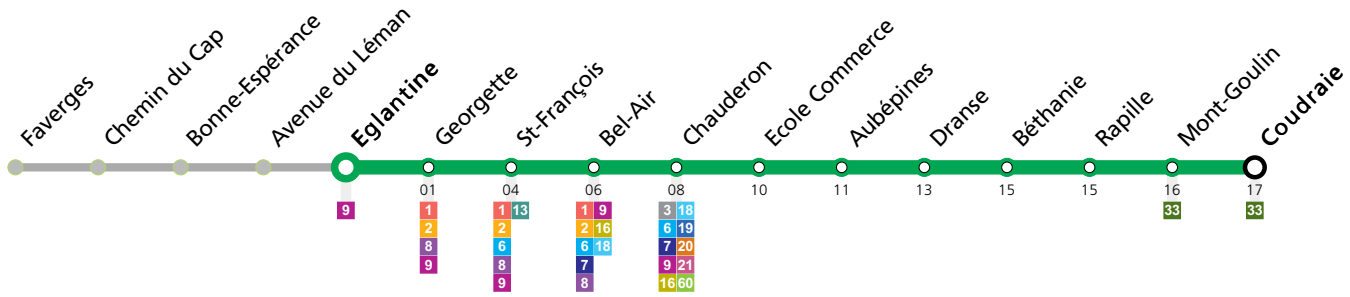 Faverges
Chemin du Cap
Bonne-Espérance
Avenue du Léman
Eglantine
Georgette
St-François
Bel-Air
Chauderon
Ecole Commerce
Aubépines
Dranse
Béthanie
Rapille
Mont-Goulin
Coudraie
01 04 06 08 10 11 13 15 15 16 17
9 1 1 13 1 9 3 18 33 33
2 2 2 16 6 19
8 6 6 18 7 20
9 8 7 9 21
9 8 16 60